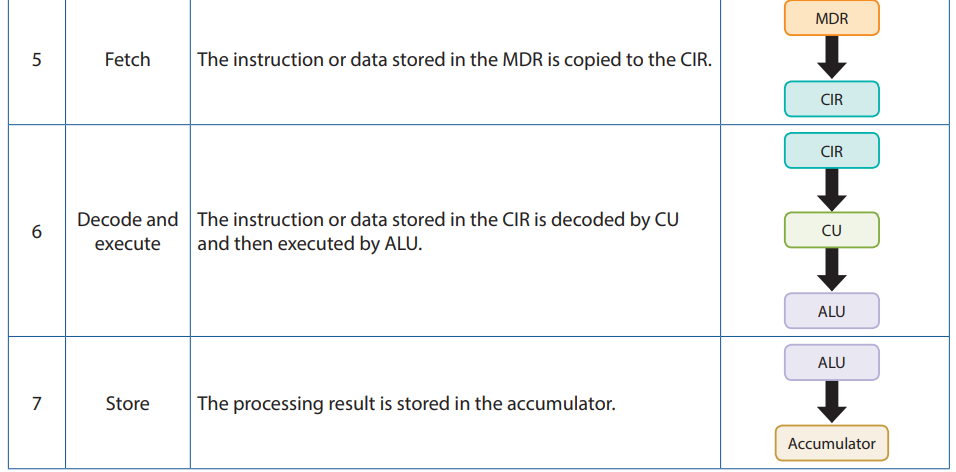 5
Fetch
The instruction or data stored in the MDR is copied to the CIR.
MDR
CIR
6
Decode and
execute
The instruction or data stored in the CIR is decoded by CU
and then executed by ALU.
CIR
CU
ALU
7
Store
The processing result is stored in the accumulator.
ALU
Accumulator